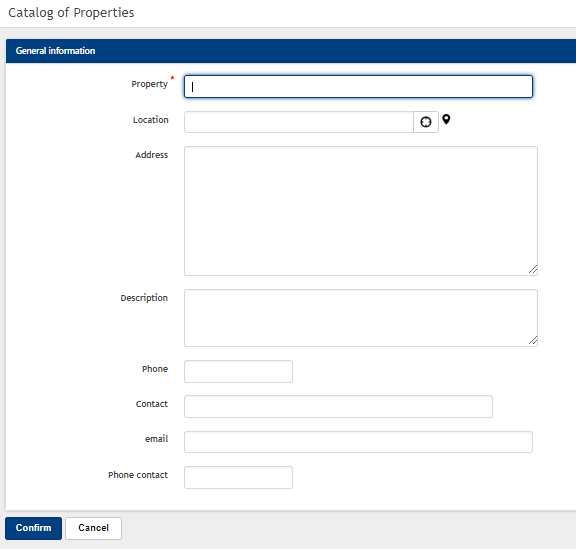 Catalog of Properties
General information
Property *
Location
Address
Description
Phone
Contact
email
Phone contact
Confirm Cancel